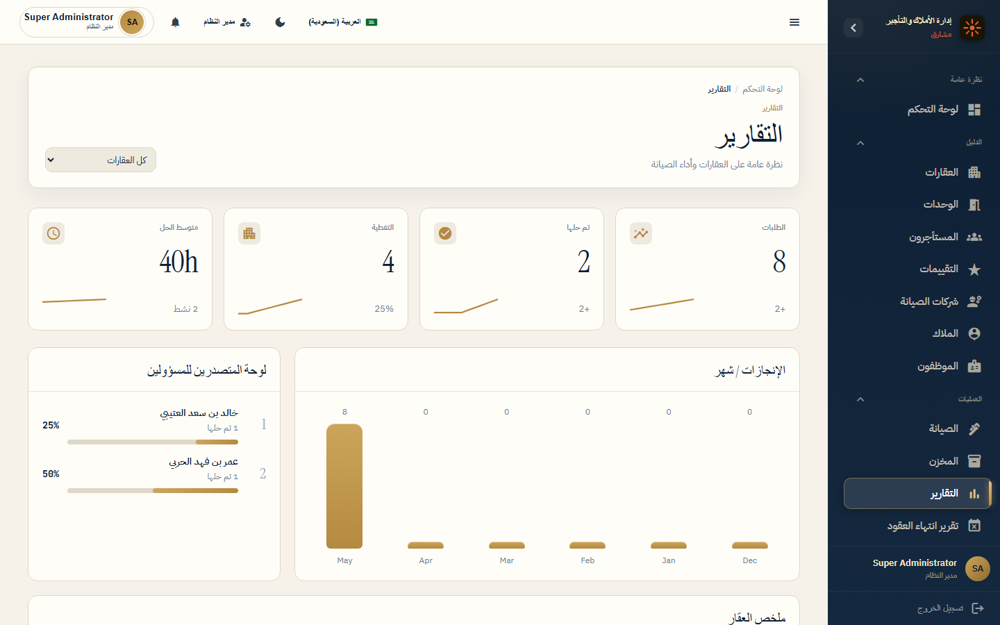 إدارة الأملاك والتأجير
مشارق
نظرة عامة
لوحة التحكم
الدليل
العقارات
الوحدات
المستأجرون
التقييمات
شركات الصيانة
الملاك
الموظفون
العمليات
الصيانة
المخزن
التقارير
تقرير انتهاء العقود
SA
Super Administrator
مدير النظام
تسجيل الخروج
العربية (السعودية)
مدير النظام
SA
Super Administrator
مدير النظام
لوحة التحكم / التقارير
التقارير
التقارير
نظرة عامة على العقارات وأداء الصيانة
كل العقارات
الطلبات
8
2+
تم حلها
2
2+
التغطية
4
25%
متوسط الحل
40h
2 نشط
الإنجازات / شهر
8 0 0 0 0 0
May Apr Mar Feb Jan Dec
لوحة المتصدرين للمسؤولين
1
خالد بن سعد العتيبي
1 تم حلها
25%
2
عمر بن فهد الحربي
1 تم حلها
50%
ملخص العقار